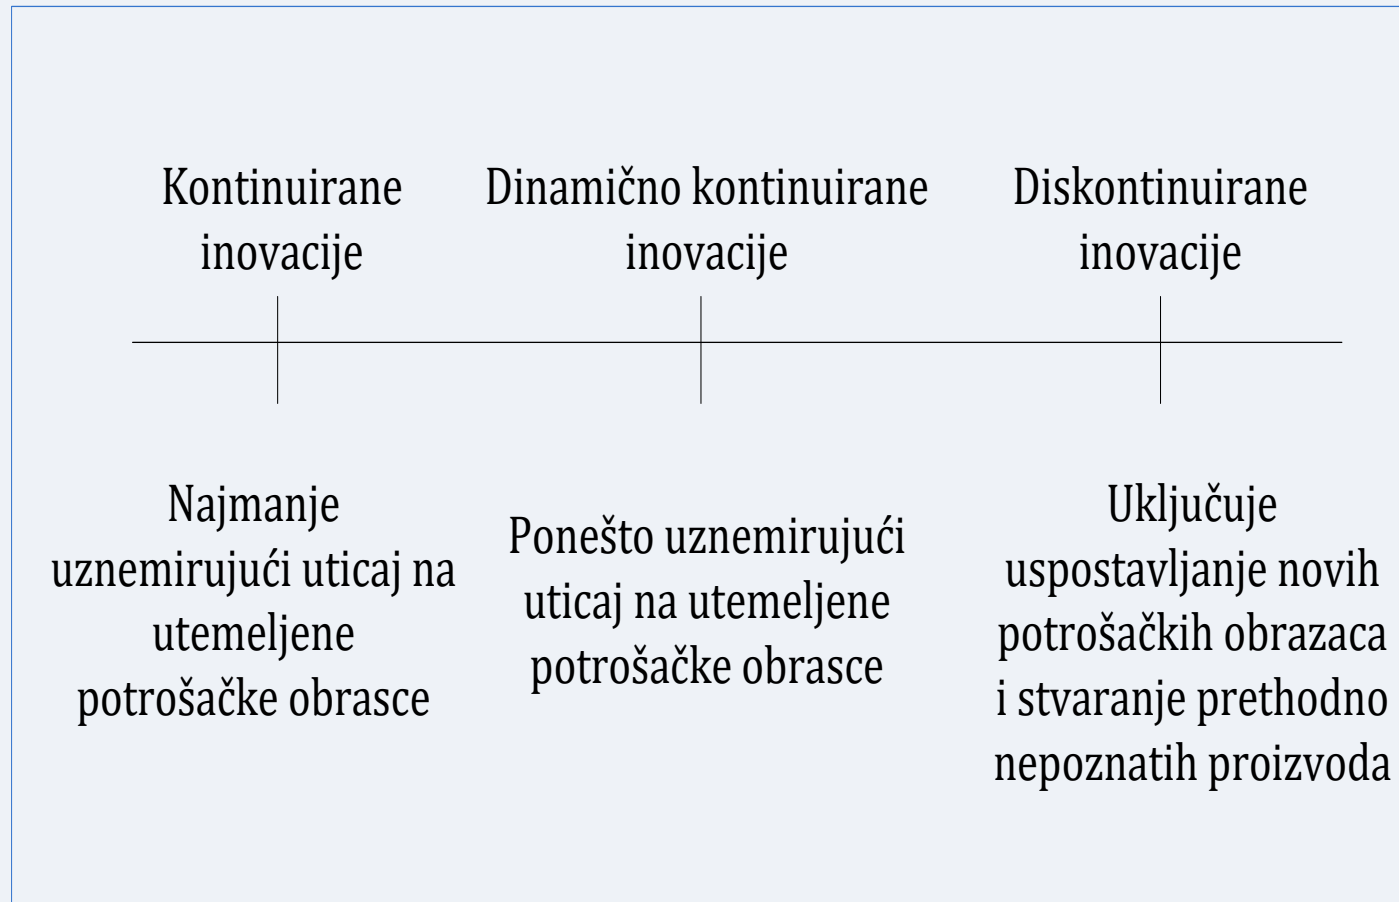 Kontinuirane
inovacije
Dinamično kontinuirane
inovacije
Diskontinuirane
inovacije
Najmanje
uznemirujući uticaj na
utemeljene
potrošačke obrasce
Ponešto uznemirujući
uticaj na utemeljene
potrošačke obrasce
Uključuje
uspostavljanje novih
potrošačkih obrazaca
i stvaranje prethodno
nepoznatih proizvoda